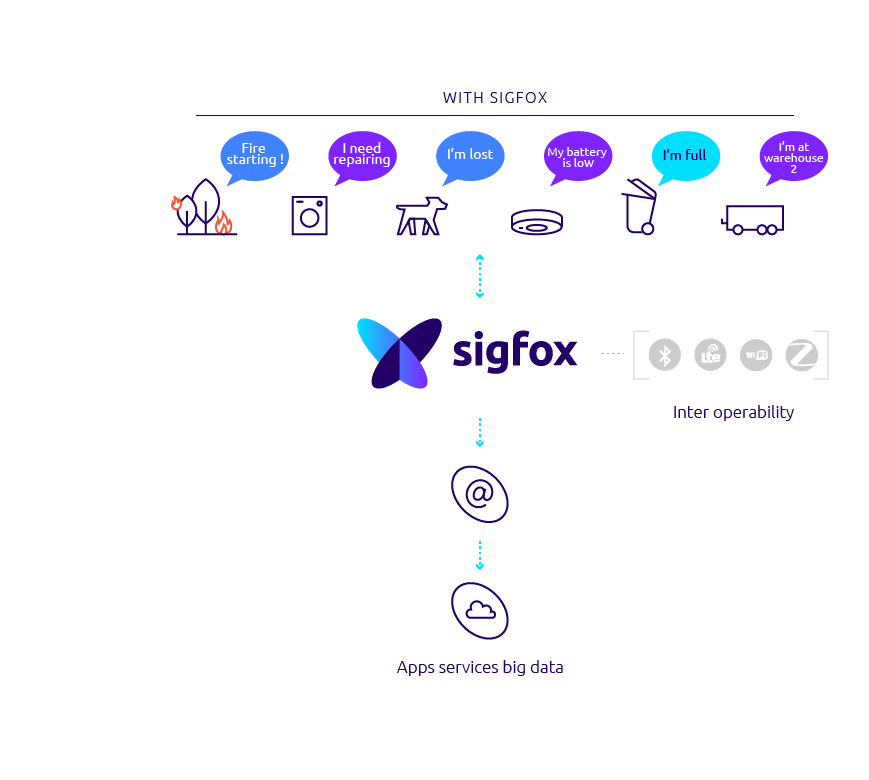 WITH SIGFOX
Fire
starting !
I need
repairing
I'm lost
My battery
is low
I'm full
I'm at
warehouse
2
sigfox
LTE
Wi Fi
Z
Inter operability
@
Apps services big data